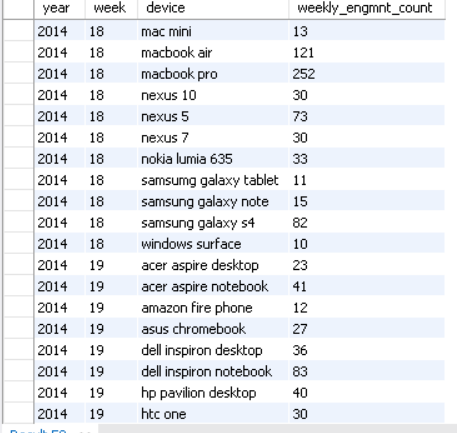 year week device weekly_engmnt_count
2014 18 mac mini 13
2014 18 macbook air 121
2014 18 macbook pro 252
2014 18 nexus 10 30
2014 18 nexus 5 73
2014 18 nexus 7 30
2014 18 nokia lumia 635 33
2014 18 samsumg galaxy tablet 11
2014 18 samsung galaxy note 15
2014 18 samsung galaxy s4 82
2014 18 windows surface 10
2014 19 acer aspire desktop 23
2014 19 acer aspire notebook 41
2014 19 amazon fire phone 12
2014 19 asus chromebook 27
2014 19 dell inspiron desktop 36
2014 19 dell inspiron notebook 83
2014 19 hp pavilion desktop 40
2014 19 htc one 30